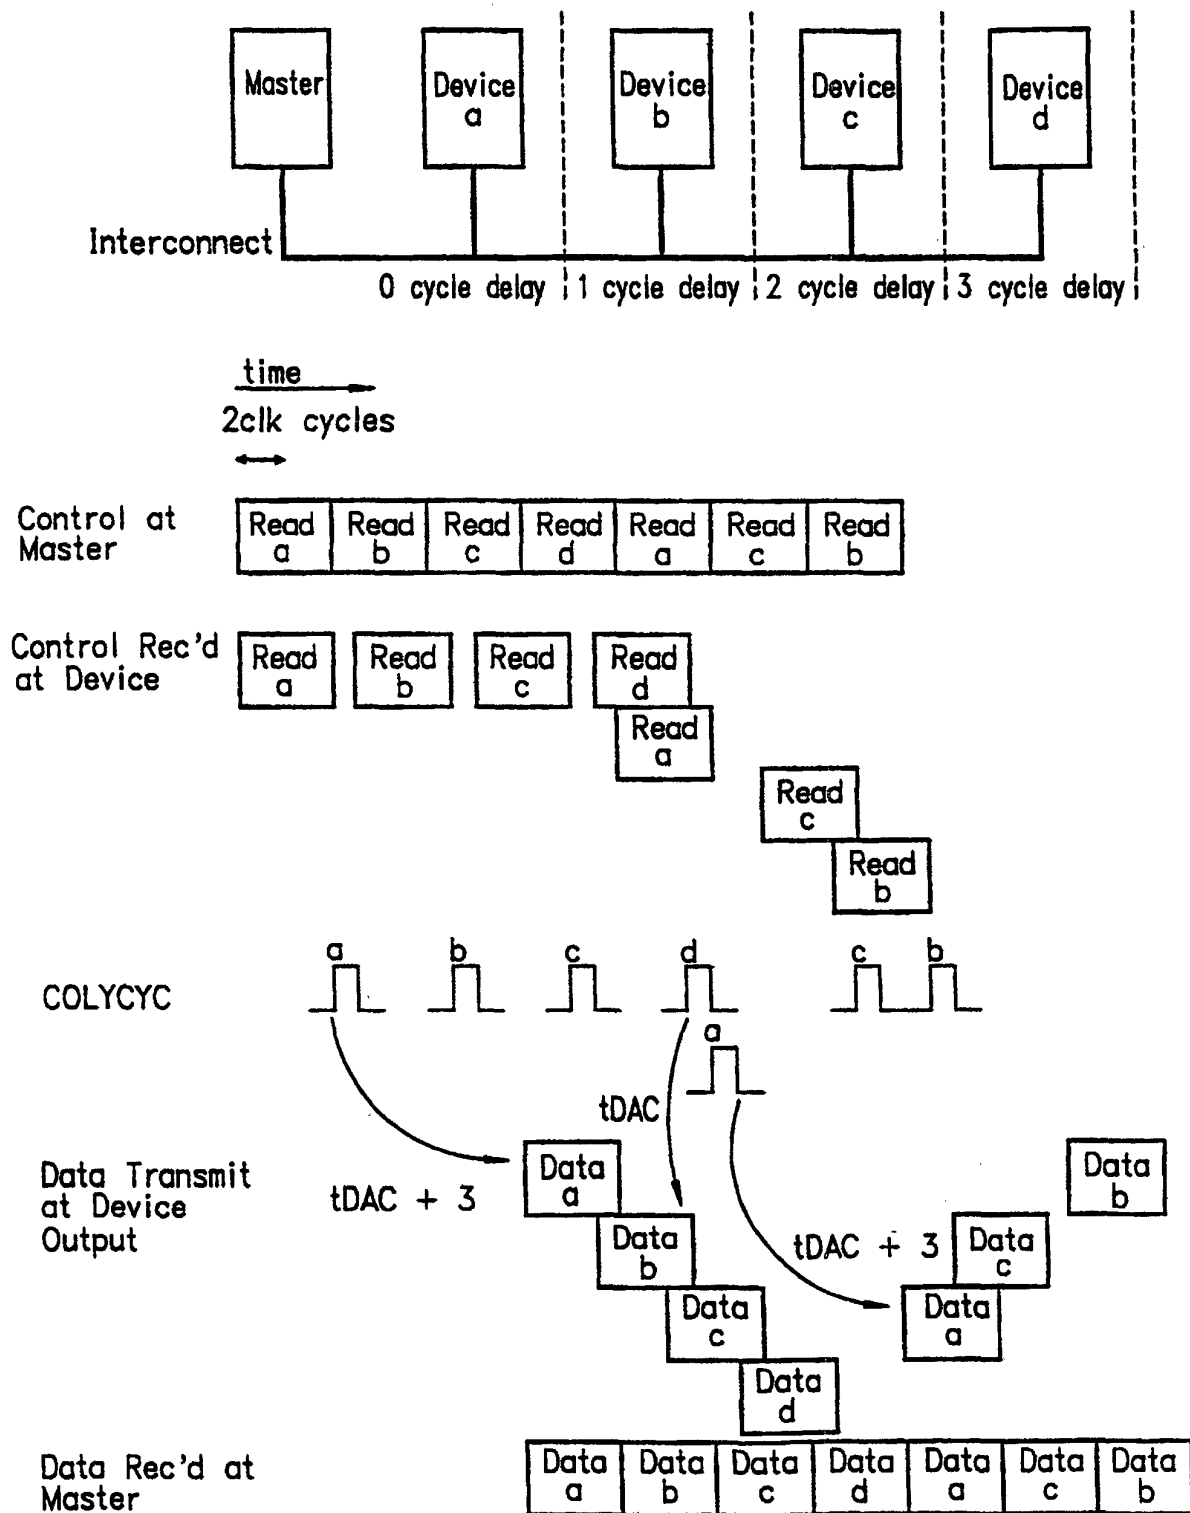 Master
Device
a
Device
b
Device
c
Device
d
Interconnect
0 cycle delay
1 cycle delay
2 cycle delay
3 cycle delay
time
2clk cycles
Control at
Master
Read
a
Read
b
Read
c
Read
d
Read
a
Read
c
Read
b
Control Rec'd
at Device
Read
a
Read
b
Read
c
Read
d
Read
a
Read
c
Read
b
COLYCYC
a
b
c
d
c
b
a
tDAC
Data Transmit
at Device
Output
tDAC + 3
Data
a
Data
b
Data
b
tDAC + 3
Data
c
Data
c
Data
a
Data
d
Data Rec'd at
Master
Data
a
Data
b
Data
c
Data
d
Data
a
Data
c
Data
b